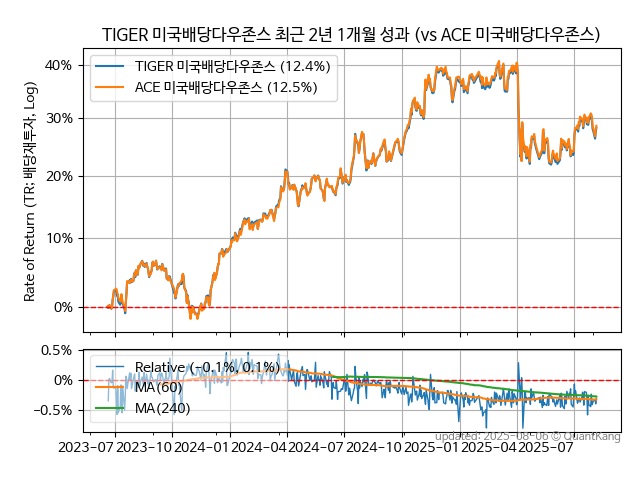 TIGER 미국배당다우존스 최근 2년 1개월 성과 (vs ACE 미국배당다우존스)
Rate of Return (TR: 배당재투자, Log)
40%
30%
20%
10%
0%
TIGER 미국배당다우존스 (12.4%)
ACE 미국배당다우존스 (12.5%)
0.5%
0%
−0.5%
Relative (−0.1%, 0.1%)
MA(60)
MA(240)
updated: 2025-08-06 © QuantKang
2023-07
2023-10
2024-01
2024-04
2024-07
2024-10
2025-01
2025-04
2025-07